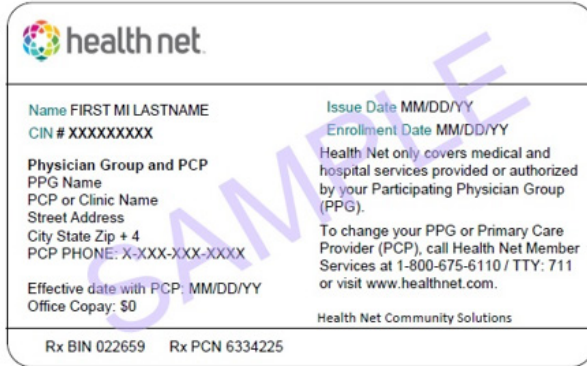 health net.
Name FIRST MI LASTNAME
CIN # XXXXXXXXX
Physician Group and PCP
PPG Name
PCP or Clinic Name
Street Address
City State Zip + 4
PCP PHONE: X-XXX-XXX-XXXX
Effective date with PCP: MM/DD/YY
Office Copay: $0
Issue Date MM/DD/YY
Enrollment Date MM/DD/YY
Health Net only covers medical and
hospital services provided or authorized
by your Participating Physician Group
(PPG).
To change your PPG or Primary Care
Provider (PCP), call Health Net Member
Services at 1-800-675-6110 / TTY: 711
or visit www.healthnet.com.
Health Net Community Solutions
Rx BIN 022659 Rx PCN 6334225
SAMPLE